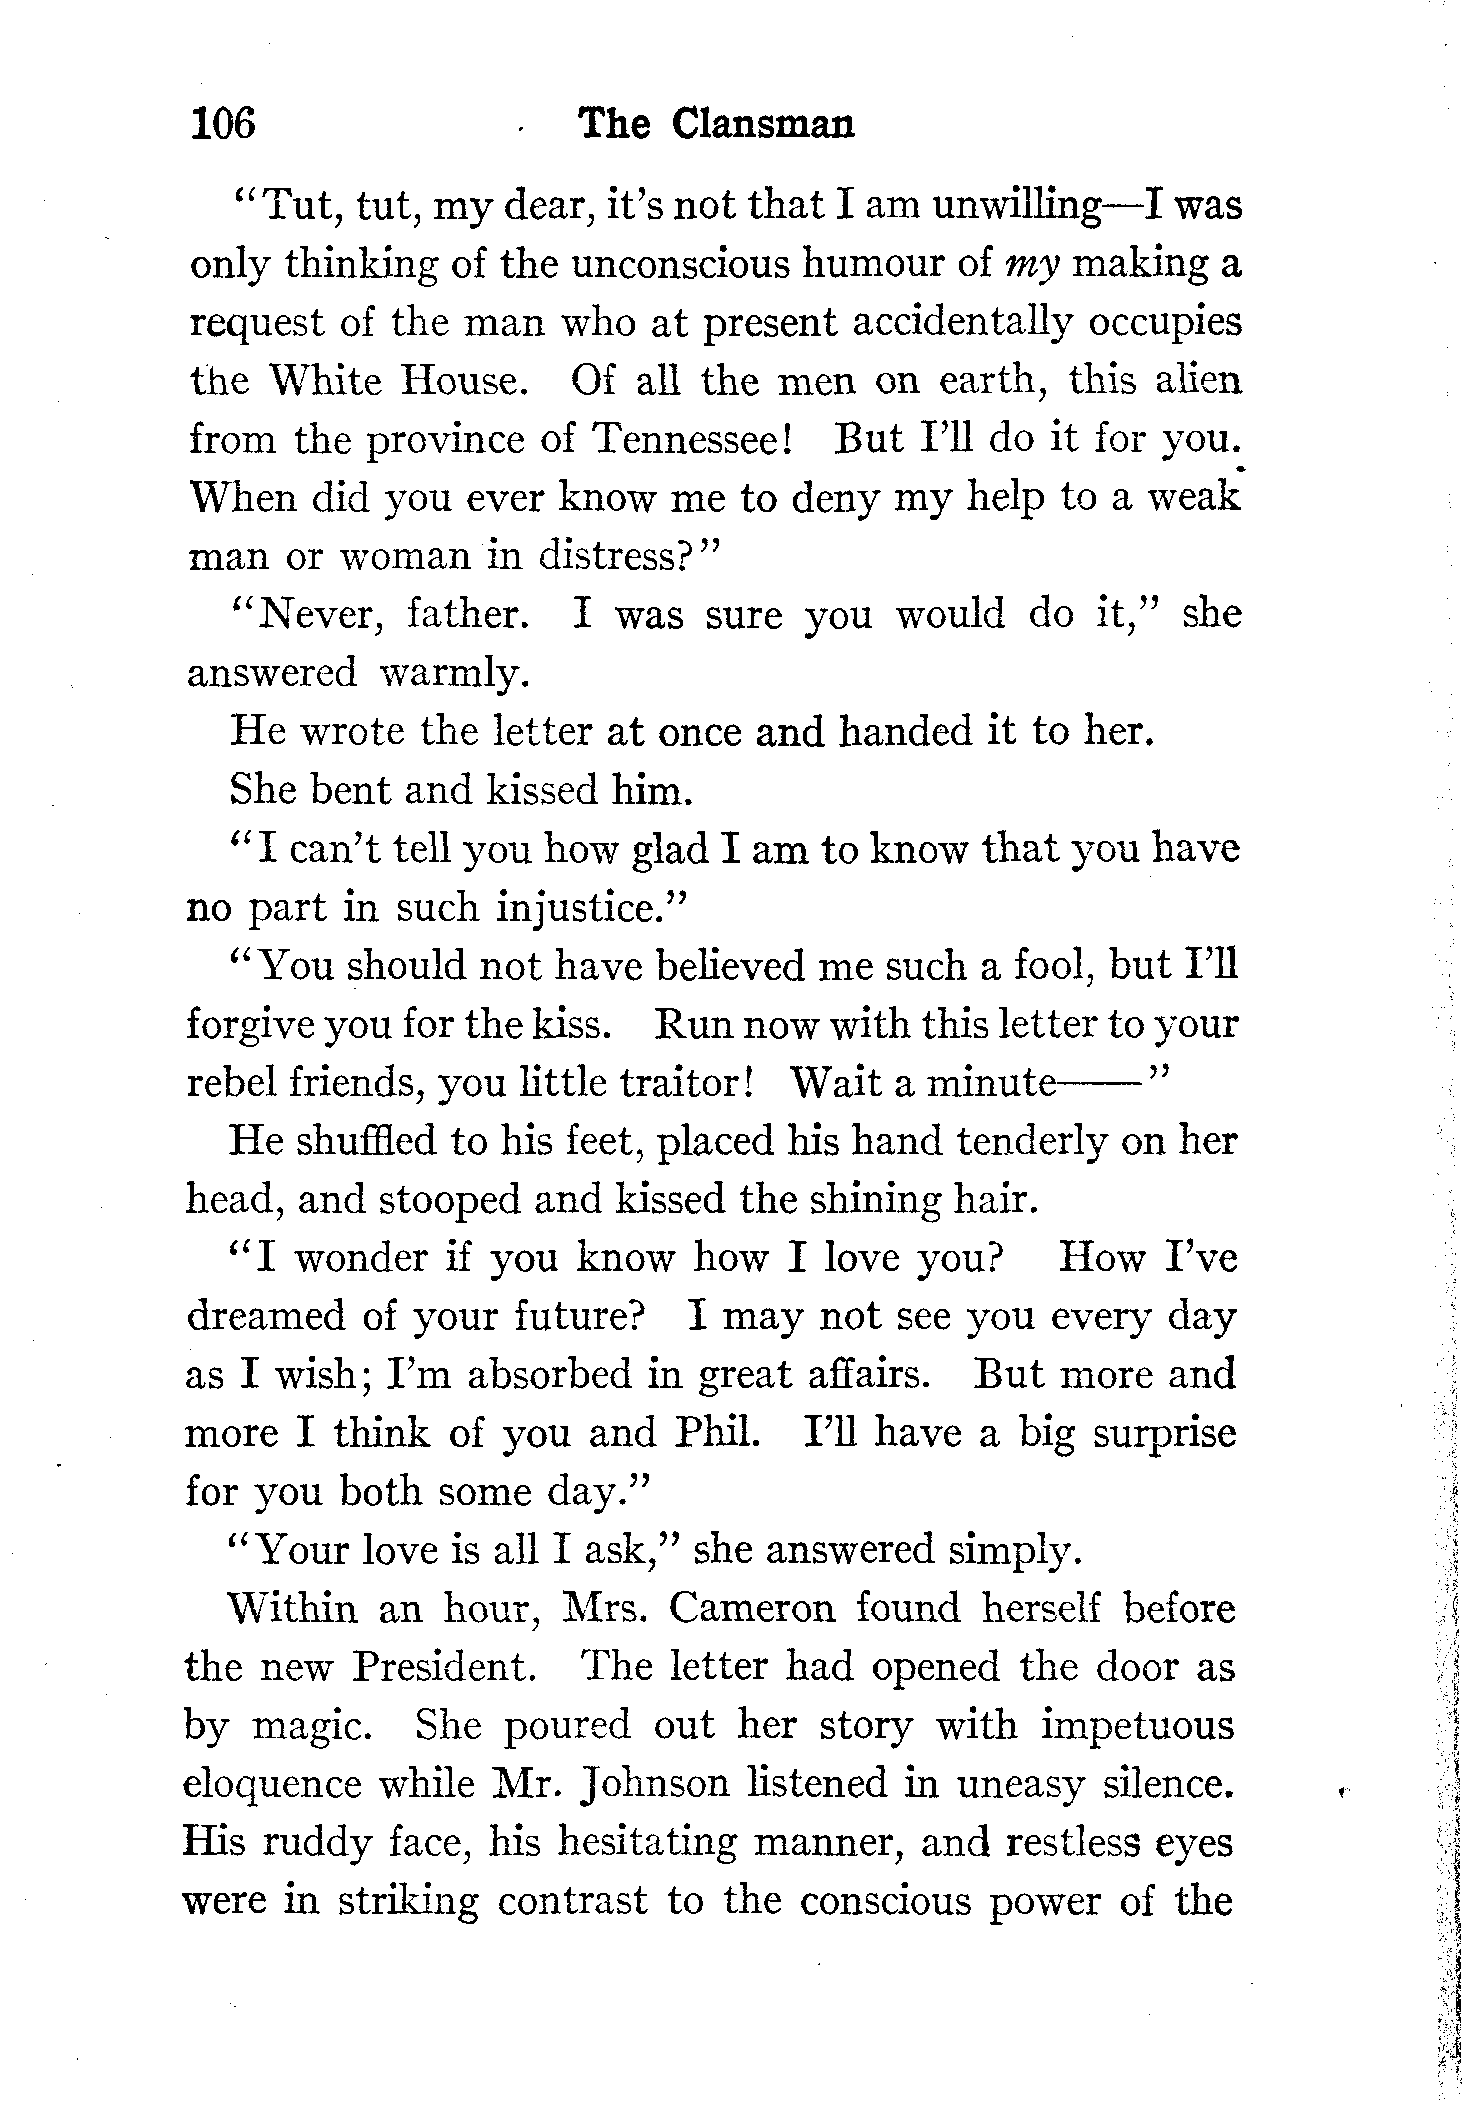 106 The Clansman
"Tut, tut, my dear, it's not that I am unwilling—I was
only thinking of the unconscious humour of my making a
request of the man who at present accidentally occupies
the White House. Of all the men on earth, this alien
from the province of Tennessee! But I'll do it for you.
When did you ever know me to deny my help to a weak
man or woman in distress?"
"Never, father. I was sure you would do it," she
answered warmly.
He wrote the letter at once and handed it to her.
She bent and kissed him.
"I can't tell you how glad I am to know that you have
no part in such injustice."
"You should not have believed me such a fool, but I'll
forgive you for the kiss. Run now with this letter to your
rebel friends, you little traitor! Wait a minute——"
He shuffled to his feet, placed his hand tenderly on her
head, and stooped and kissed the shining hair.
"I wonder if you know how I love you? How I've
dreamed of your future? I may not see you every day
as I wish; I'm absorbed in great affairs. But more and
more I think of you and Phil. I'll have a big surprise
for you both some day."
"Your love is all I ask," she answered simply.
Within an hour, Mrs. Cameron found herself before
the new President. The letter had opened the door as
by magic. She poured out her story with impetuous
eloquence while Mr. Johnson listened in uneasy silence.
His ruddy face, his hesitating manner, and restless eyes
were in striking contrast to the conscious power of the